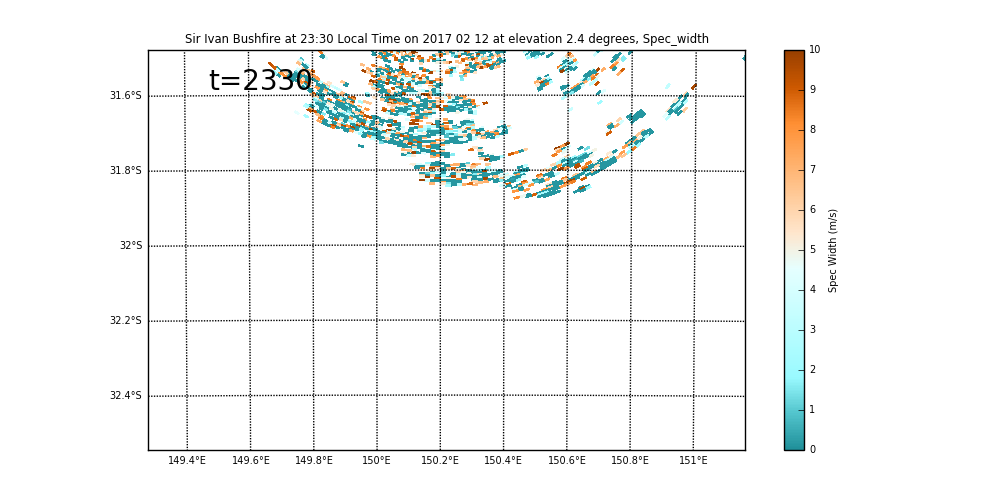 Sir Ivan Bushfire at 23:30 Local Time on 2017 02 12 at elevation 2.4 degrees, Spec_width
t=2330
31.6°S
31.8°S
32°S
32.2°S
32.4°S
149.4°E 149.6°E 149.8°E 150°E 150.2°E 150.4°E 150.6°E 150.8°E 151°E
10
9
8
7
6
5
4
3
2
1
0
Spec Width (m/s)